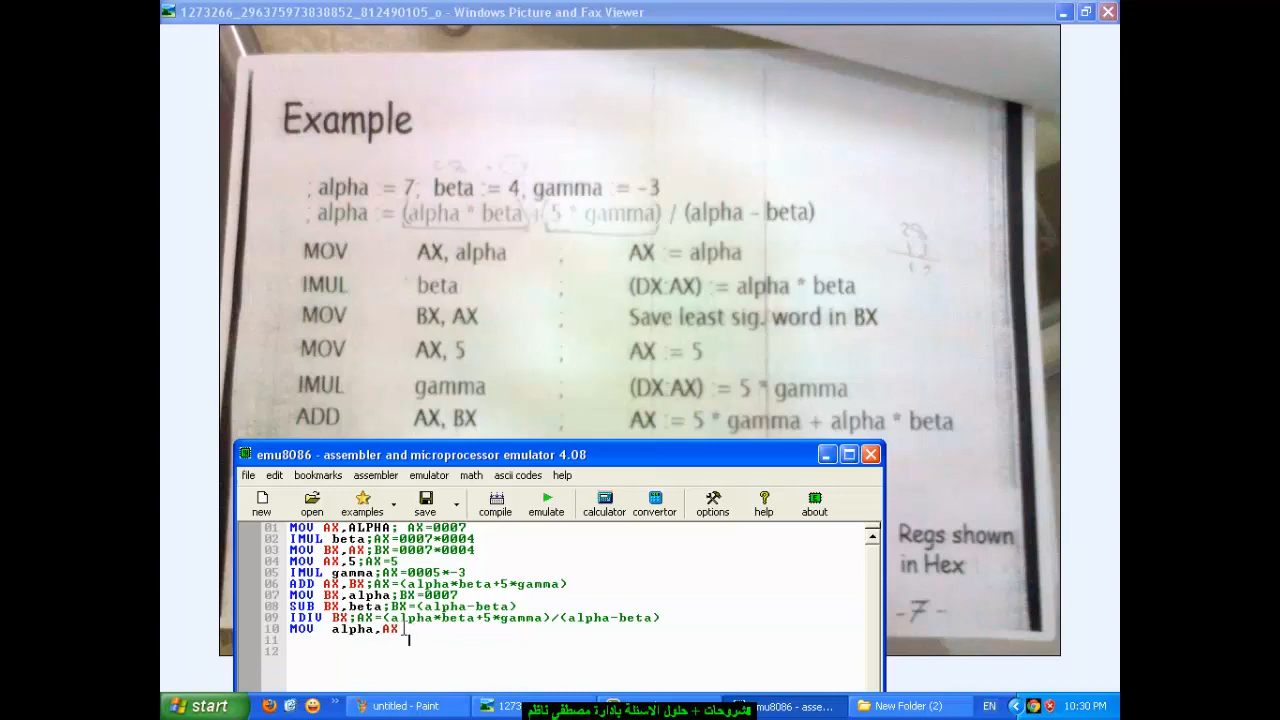 1273266_296375973838852_812490105_o - Windows Picture and Fax Viewer
Example
; alpha := 7, beta := 4, gamma := -3
; alpha := (alpha * beta + 5 * gamma) / (alpha - beta)
MOV AX, alpha ; AX := alpha
IMUL beta ; (DX:AX) := alpha * beta
MOV BX, AX ; Save least sig. word in BX
MOV AX, 5 ; AX := 5
IMUL gamma ; (DX:AX) := 5 * gamma
ADD AX, BX ; AX := 5 * gamma + alpha * beta
Regs shown
in Hex
-7-
emu8086 - assembler and microprocessor emulator 4.08
file edit bookmarks assembler emulator math ascii codes help
new open examples save compile emulate calculator convertor options help about
01 MOV AX,ALPHA; AX=0007
02 IMUL beta;AX=0007*0004
03 MOV BX,AX;BX=0007*0004
04 MOV AX,5;AX=5
05 IMUL gamma;AX=0005*-3
06 ADD AX,BX;AX=(alpha*beta+5*gamma)
07 MOV BX,alpha;BX=0007
08 SUB BX,beta;BX=(alpha-beta)
09 IDIV BX;AX=(alpha*beta+5*gamma)/(alpha-beta)
10 MOV alpha,AX
11
12
start untitled - Paint emu8086 - asse... New Folder (2) EN 10:30 PM
شروحات + حلول الاسئلة بادارة مصطفى ناظم